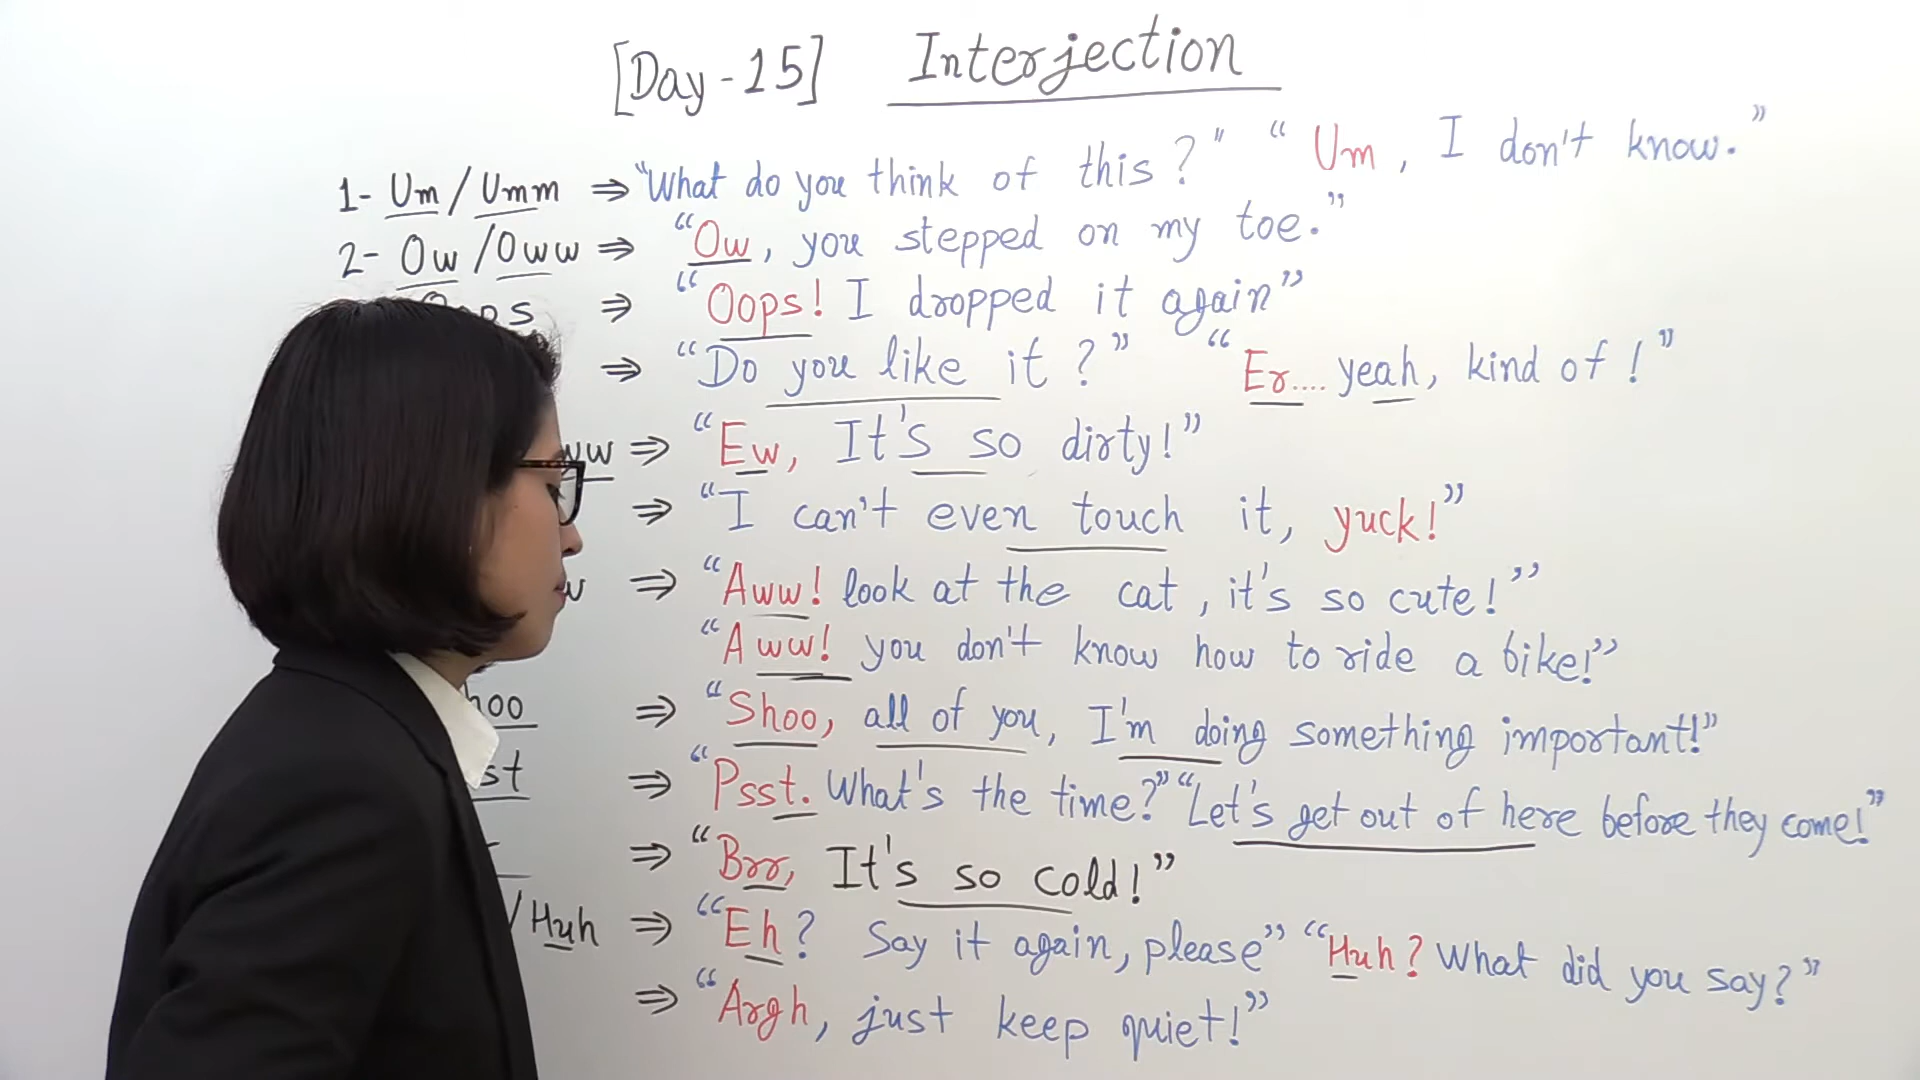 [Day - 15] Interjection
1- Um / Umm ⇒ "What do you think of this?" "Um, I don't know."
2- Ow / Oww ⇒ "Ow, you stepped on my toe."
⇒ "Oops! I dropped it again"
⇒ "Do you like it?" "Er.... yeah, kind of!"
⇒ "Ew, It's so dirty!"
⇒ "I can't even touch it, yuck!"
⇒ "Aww! look at the cat, it's so cute!"
"Aww! you don't know how to ride a bike!"
⇒ "Shoo, all of you, I'm doing something important!"
⇒ "Psst. What's the time?" "Let's get out of here before they come!"
⇒ "Brr, It's so cold!"
/ Huh ⇒ "Eh? Say it again, please" "Huh? What did you say?"
⇒ "Argh, just keep quiet!"